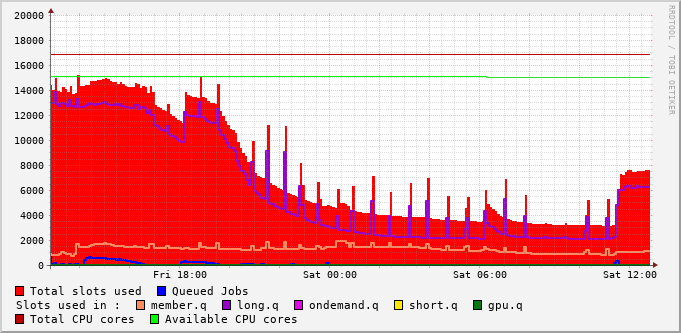 20000
18000
16000
14000
12000
10000
8000
6000
4000
2000
0
Fri 18:00 Sat 00:00 Sat 06:00 Sat 12:00
RRDTOOL / TOBI OETIKER
Total slots used Queued Jobs
Slots used in : member.q long.q ondemand.q short.q gpu.q
Total CPU cores Available CPU cores